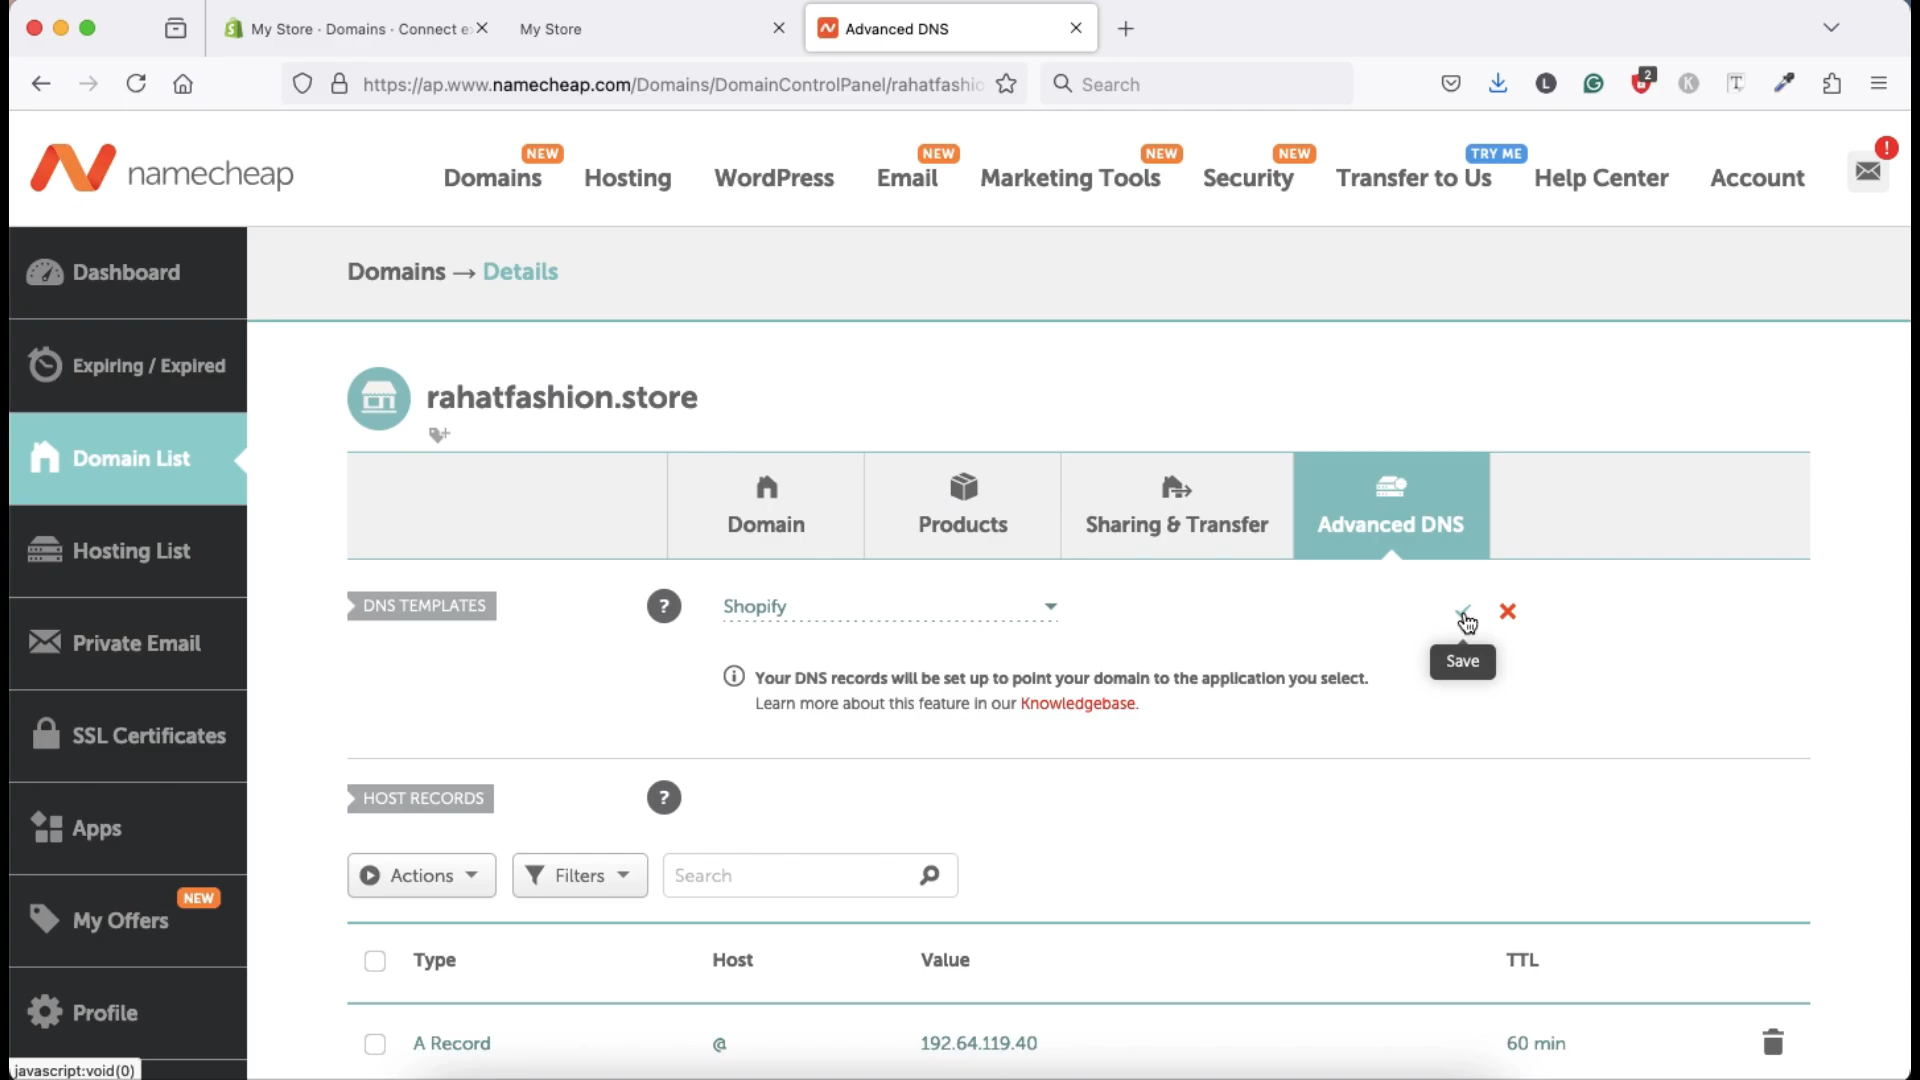 My Store · Domains · Connect e
My Store
Advanced DNS
https://ap.www.namecheap.com/Domains/DomainControlPanel/rahatfashio
Search
2
namecheap
NEW
Domains
Hosting
WordPress
NEW
Email
NEW
Marketing Tools
NEW
Security
TRY ME
Transfer to Us
Help Center
Account
!
Dashboard
Expiring / Expired
Domain List
Hosting List
Private Email
SSL Certificates
Apps
NEW
My Offers
Profile
javascript:void(0)
Domains → Details
rahatfashion.store
Domain
Products
Sharing & Transfer
Advanced DNS
DNS TEMPLATES
?
Shopify
Save
Your DNS records will be set up to point your domain to the application you select.
Learn more about this feature in our Knowledgebase.
HOST RECORDS
?
Actions
Filters
Search
Type Host Value TTL
A Record @ 192.64.119.40 60 min